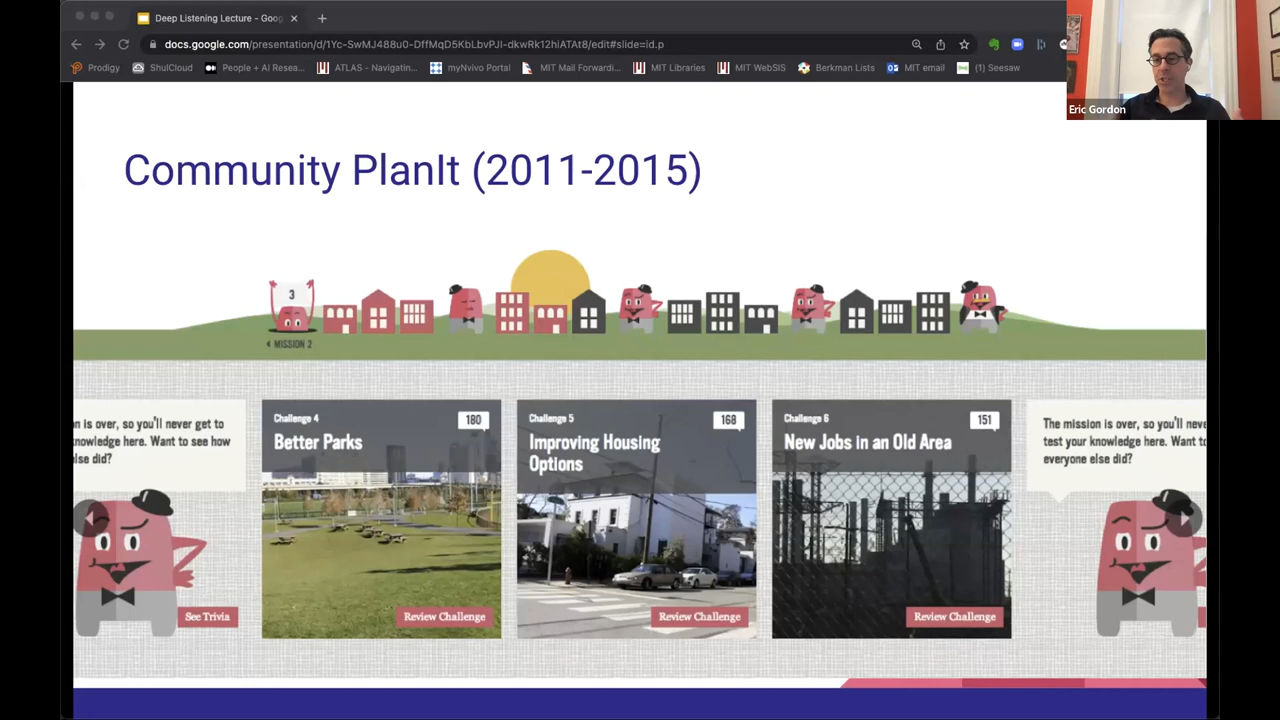 Deep Listening Lecture - Goo
docs.google.com/presentation/d/1Yc-SwMJ488u0-DffMqD5KbLbvPJI-dkwRk12hiATAt8/edit#slide=id.p
Prodigy
ShulCloud
People + AI Resea...
ATLAS - Navigatin...
myNvivo Portal
MIT Mail Forwardi...
MIT Libraries
MIT WebSIS
Berkman Lists
MIT email
(1) Seesaw
Eric Gordon
Community PlanIt (2011-2015)
3
MISSION 2
n is over, so you'll never get to
knowledge here. Want to see how
else did?
See Trivia
Challenge 4
180
Better Parks
Review Challenge
Challenge 5
168
Improving Housing
Options
Review Challenge
Challenge 6
151
New Jobs in an Old Area
Review Challenge
The mission is over, so you'll neve
test your knowledge here. Want to
everyone else did?